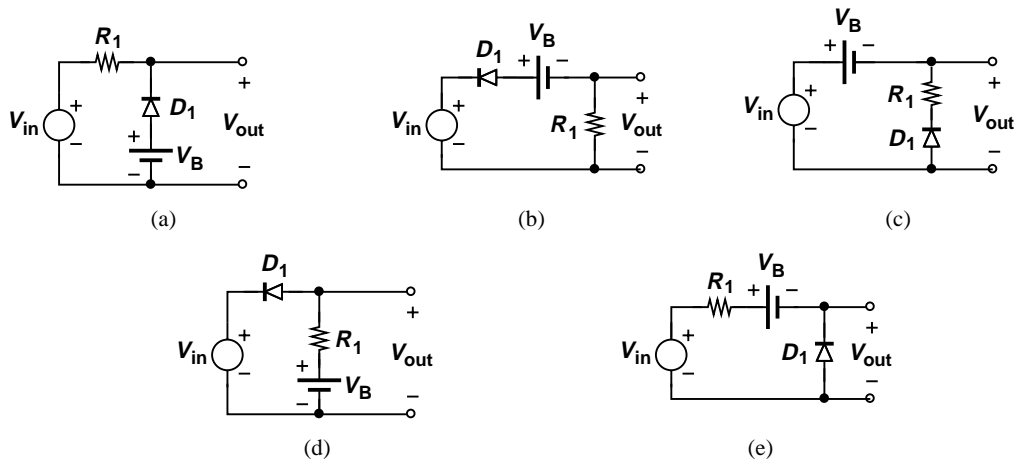 R1
Vin
+
−
D1
+
VB
−
+
Vout
−
(a)
D1
+
VB
−
Vin
+
−
R1
+
Vout
−
(b)
VB
+
−
Vin
+
−
R1
D1
+
Vout
−
(c)
D1
Vin
+
−
R1
+
VB
−
+
Vout
−
(d)
R1
+
VB
−
Vin
+
−
D1
+
Vout
−
(e)